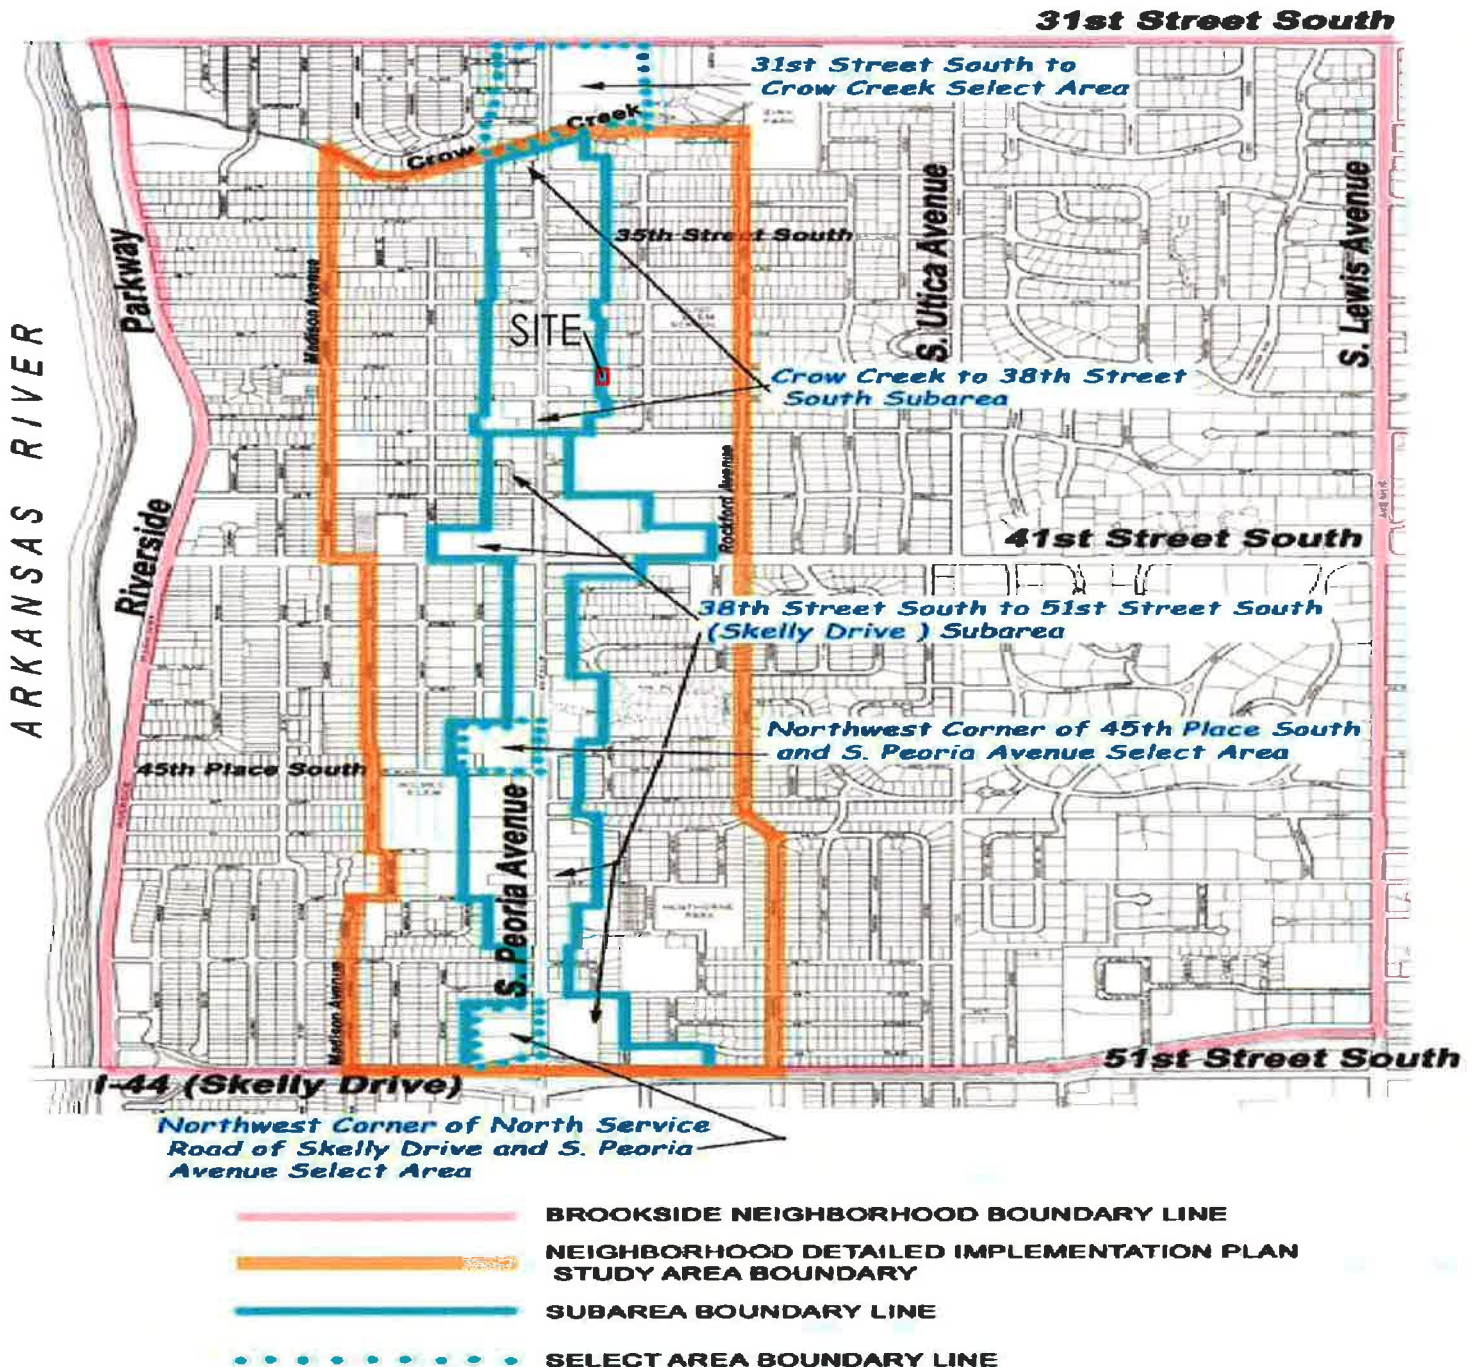 31st Street South
31st Street South to
Crow Creek Select Area
ZINK
PARK
Crow Creek
35th Street South
S. Utica Avenue
S. Lewis Avenue
Parkway
Madison Avenue
SITE
Crow Creek to 38th Street
South Subarea
ARKANSAS RIVER
Rockford Avenue
41st Street South
Riverside
38th Street South to 51st Street South
(Skelly Drive ) Subarea
Northwest Corner of 45th Place South
and S. Peoria Avenue Select Area
45th Place South
S. Peoria Avenue
PARK
Madison Avenue
51st Street South
I-44 (Skelly Drive)
Northwest Corner of North Service
Road of Skelly Drive and S. Peoria
Avenue Select Area
BROOKSIDE NEIGHBORHOOD BOUNDARY LINE
NEIGHBORHOOD DETAILED IMPLEMENTATION PLAN
STUDY AREA BOUNDARY
SUBAREA BOUNDARY LINE
SELECT AREA BOUNDARY LINE